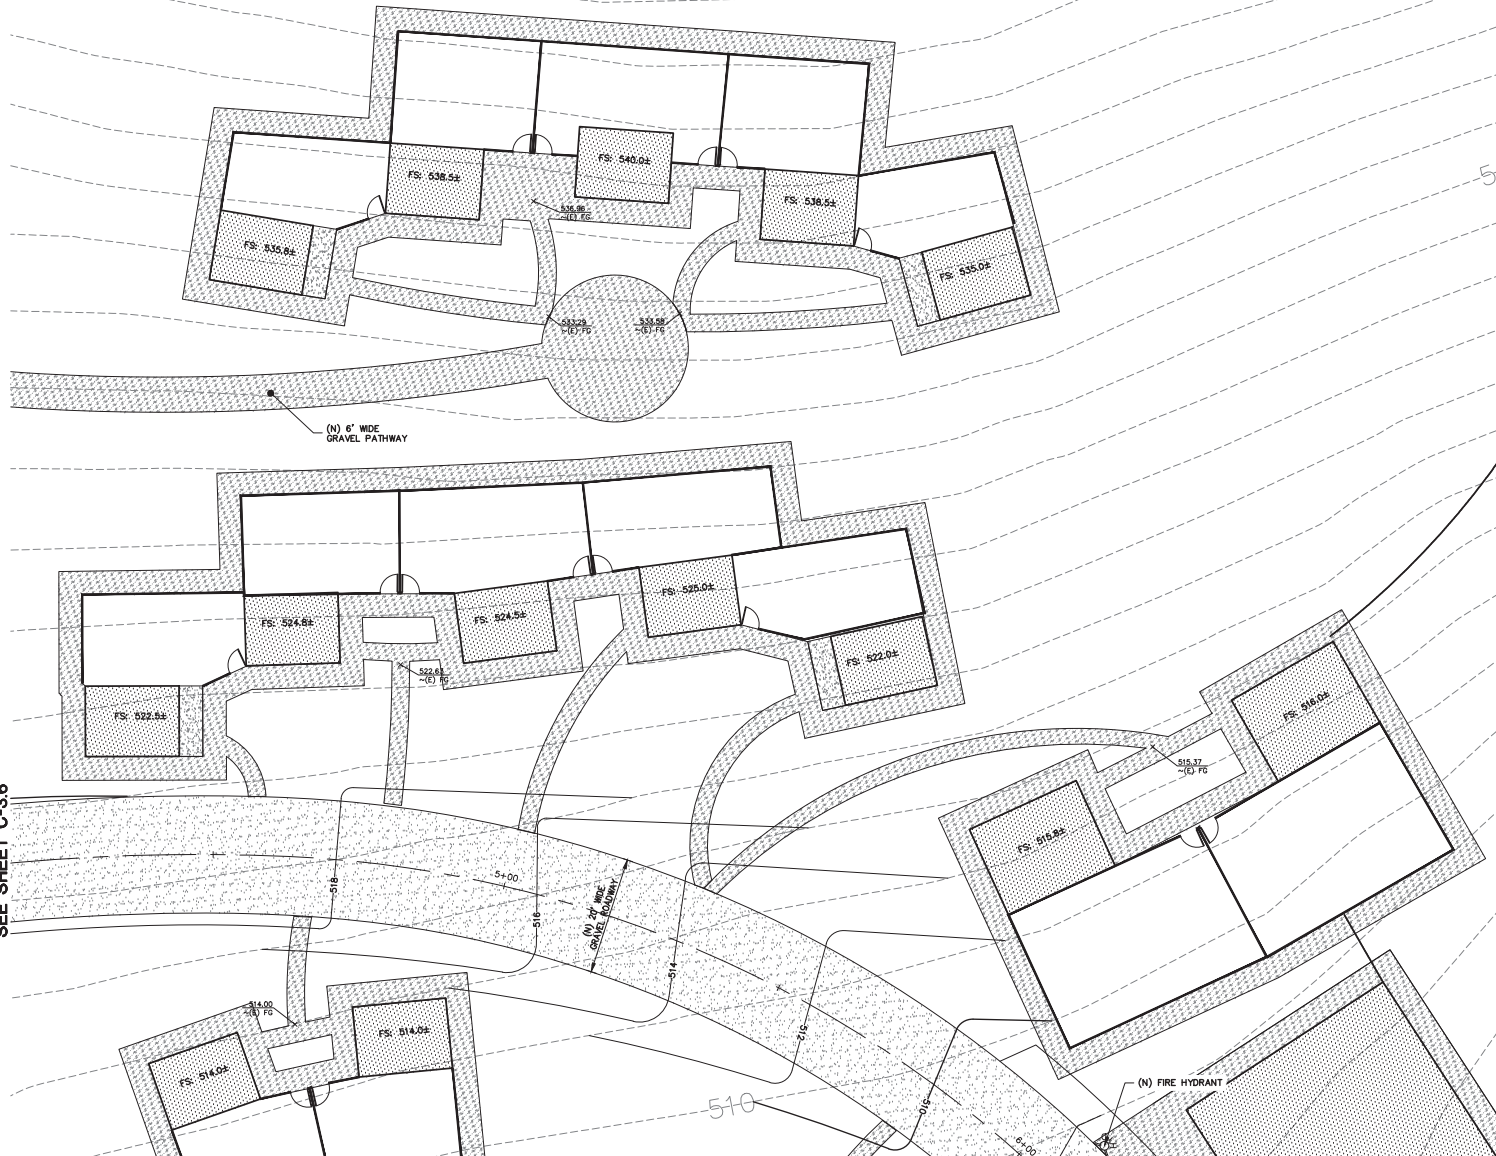 FS: 540.0±
FS: 538.5±
FS: 538.5±
536.96
~(E) FG
FS: 535.8±
FS: 535.0±
533.29
~(E) FG
533.58
~(E) FG
(N) 6' WIDE
GRAVEL PATHWAY
FS: 525.0±
FS: 524.5±
FS: 524.8±
FS: 522.0±
522.63
~(E) FG
FS: 522.5±
FS: 516.0±
515.37
~(E) FG
FS: 515.8±
SEE SHEET C-3.6
518
5+00
516
(N) 20' WIDE
GRAVEL ROADWAY
514
514.00
~(E) FG
FS: 514.0±
FS: 514.0±
512
510
510
(N) FIRE HYDRANT
6+00